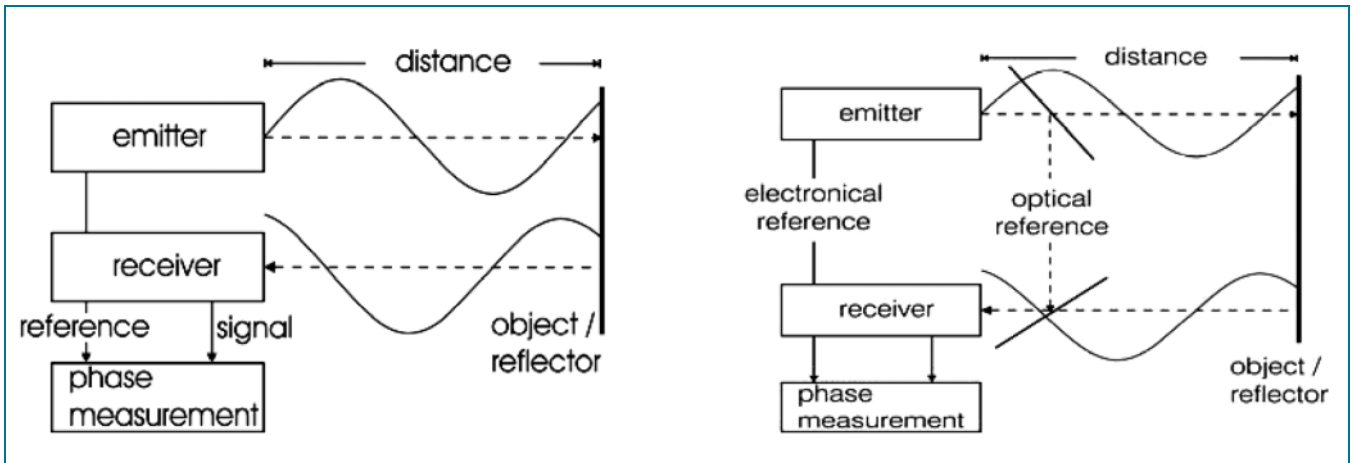 distance
emitter
receiver
reference
signal
object /
reflector
phase
measurement
distance
emitter
electronical
reference
optical
reference
receiver
object /
reflector
phase
measurement